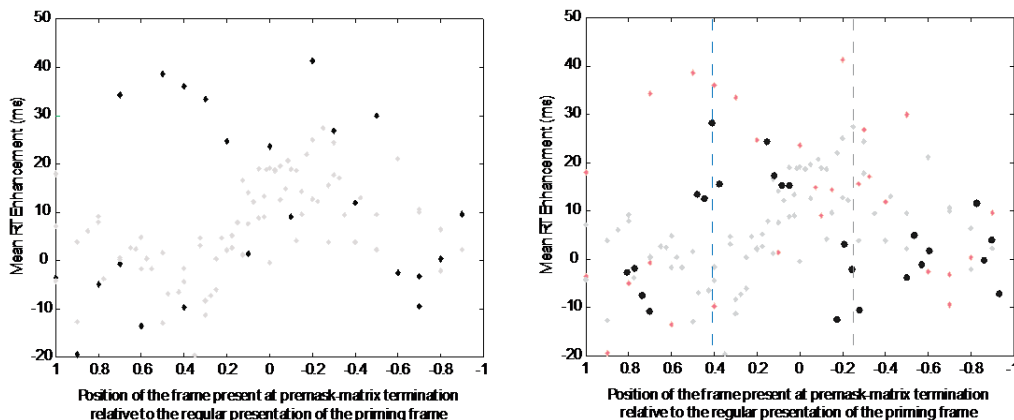 50
40
30
20
10
0
-10
-20
Mean RT Enhancement (ms)
1 0.8 0.6 0.4 0.2 0 -0.2 -0.4 -0.6 -0.8 -1
Position of the frame present at premask-matrix termination
relative to the regular presentation of the priming frame
50
40
30
20
10
0
-10
-20
Mean RT Enhancement (ms)
1 0.8 0.6 0.4 0.2 0 -0.2 -0.4 -0.6 -0.8 -1
Position of the frame present at premask-matrix termination
relative to the regular presentation of the priming frame